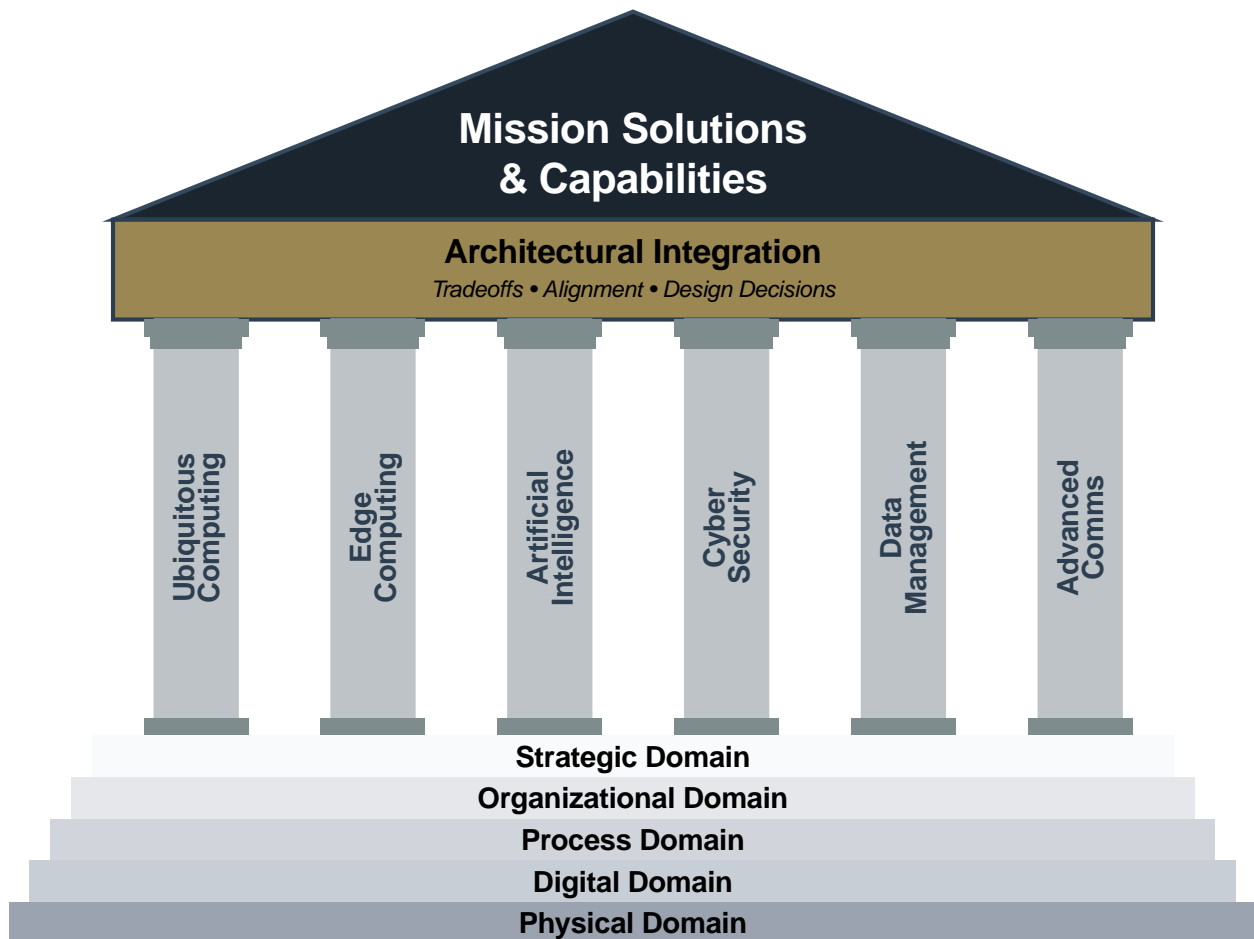 Mission Solutions
& Capabilities
Architectural Integration
Tradeoffs • Alignment • Design Decisions
Ubiquitous
Computing
Edge
Computing
Artificial
Intelligence
Cyber
Security
Data
Management
Advanced
Comms
Strategic Domain
Organizational Domain
Process Domain
Digital Domain
Physical Domain